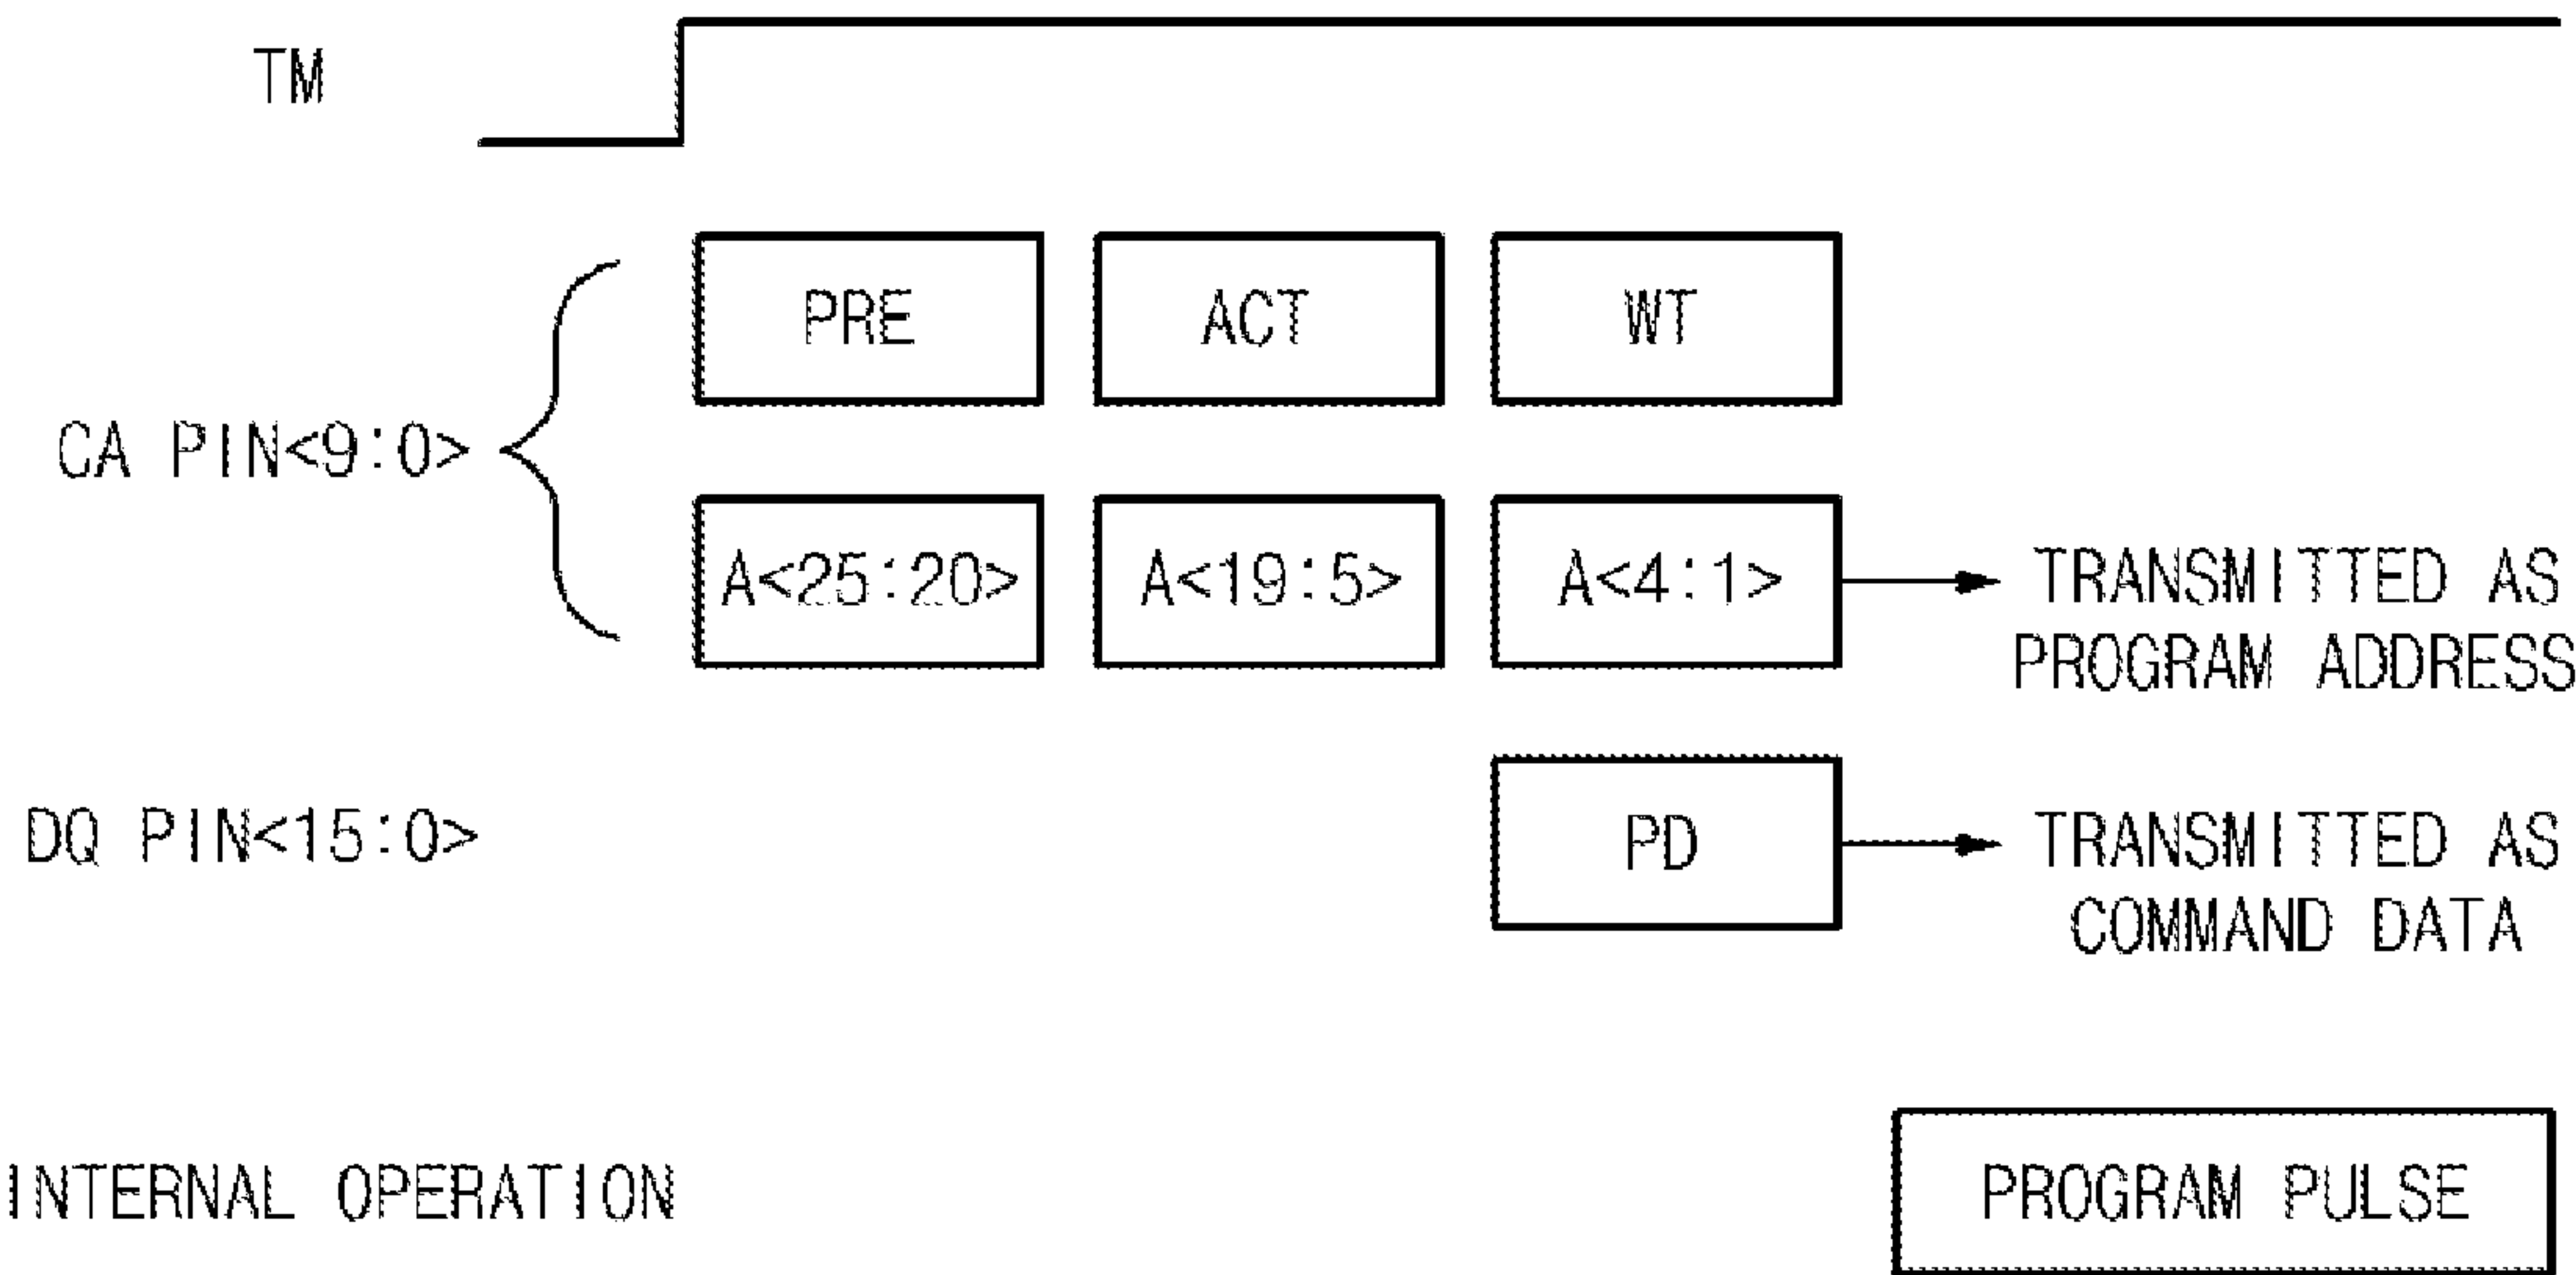 TM
PRE ACT WT
CA PIN<9:0>
A<25:20> A<19:5> A<4:1> TRANSMITTED AS
PROGRAM ADDRESS
DQ PIN<15:0> PD TRANSMITTED AS
COMMAND DATA
INTERNAL OPERATION PROGRAM PULSE